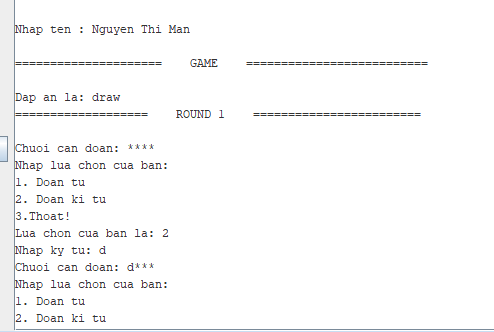 Nhap ten : Nguyen Thi Man
===================== GAME ==========================
Dap an la: draw
=================== ROUND 1 ========================
Chuoi can doan: ****
Nhap lua chon cua ban:
1. Doan tu
2. Doan ki tu
3.Thoat!
Lua chon cua ban la: 2
Nhap ky tu: d
Chuoi can doan: d***
Nhap lua chon cua ban:
1. Doan tu
2. Doan ki tu